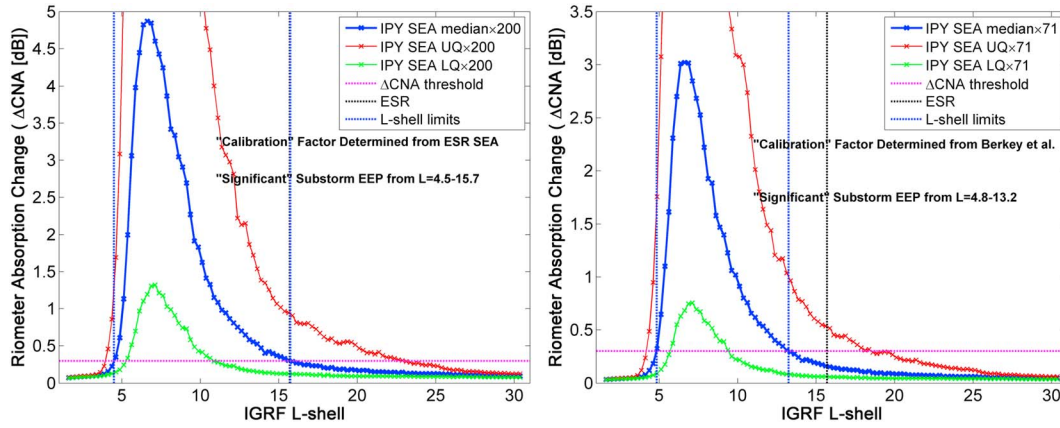 5
4.5
4
3.5
3
2.5
2
1.5
1
0.5
0
5
10
15
20
25
30
Riometer Absorption Change ( ΔCNA [dB])
IGRF L-shell
IPY SEA median×200
IPY SEA UQ×200
IPY SEA LQ×200
ΔCNA threshold
ESR
L-shell limits
"Calibration" Factor Determined from ESR SEA
"Significant" Substorm EEP from L=4.5-15.7
3.5
3
2.5
2
1.5
1
0.5
0
5
10
15
20
25
30
Riometer Absorption Change ( ΔCNA [dB])
IGRF L-shell
IPY SEA median×71
IPY SEA UQ×71
IPY SEA LQ×71
ΔCNA threshold
ESR
L-shell limits
"Calibration" Factor Determined from Berkey et al.
"Significant" Substorm EEP from L=4.8-13.2